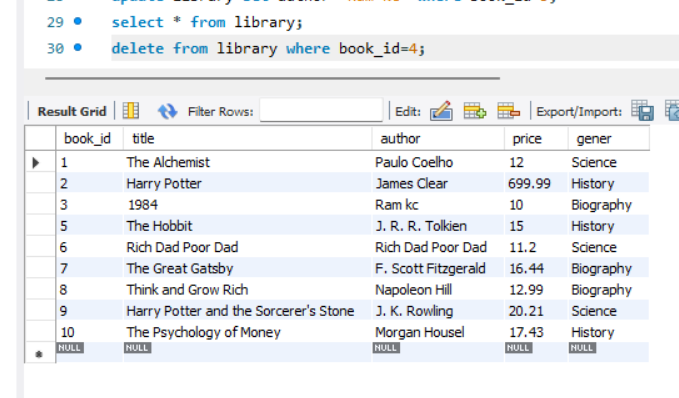 29 select * from library;
30 delete from library where book_id=4;
Result Grid Filter Rows: Edit: Export/Import:
book_id title author price gener
1 The Alchemist Paulo Coelho 12 Science
2 Harry Potter James Clear 699.99 History
3 1984 Ram kc 10 Biography
5 The Hobbit J. R. R. Tolkien 15 History
6 Rich Dad Poor Dad Rich Dad Poor Dad 11.2 Science
7 The Great Gatsby F. Scott Fitzgerald 16.44 Biography
8 Think and Grow Rich Napoleon Hill 12.99 Biography
9 Harry Potter and the Sorcerer's Stone J. K. Rowling 20.21 Science
10 The Psychology of Money Morgan Housel 17.43 History
NULL NULL NULL NULL NULL